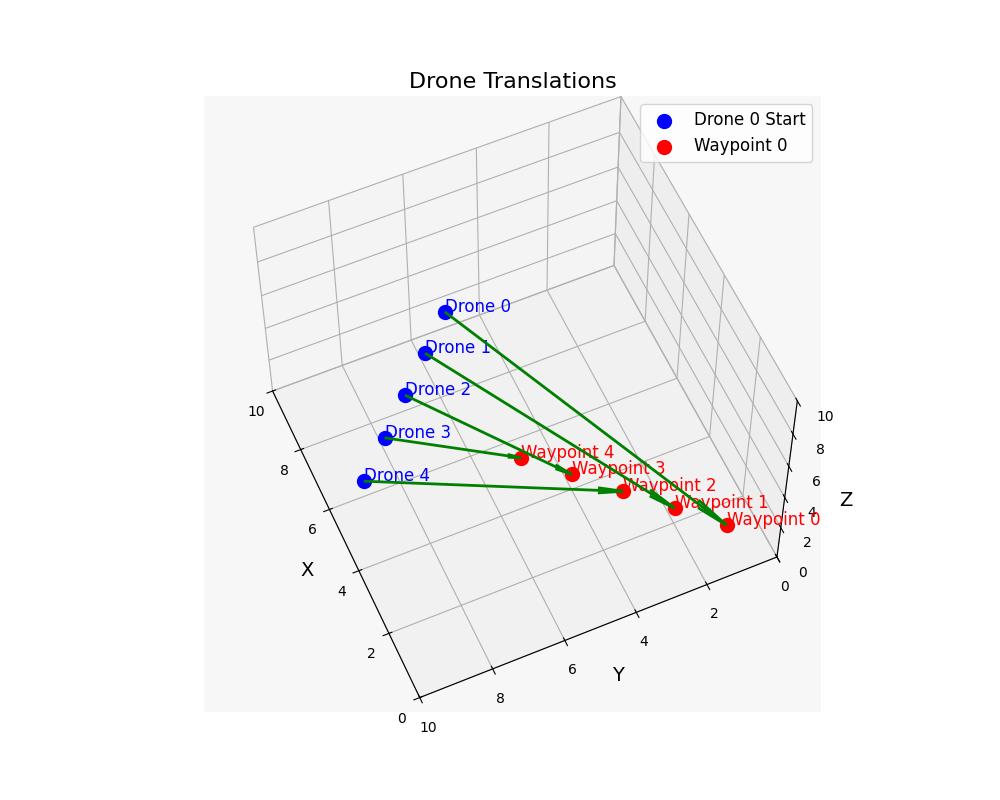 Drone Translations
Drone 0 Start
Waypoint 0
Drone 0
Drone 1
Drone 2
Drone 3
Drone 4
Waypoint 4
Waypoint 3
Waypoint 2
Waypoint 1
Waypoint 0
10
8
6
4
2
0
X
10
8
6
4
2
0
Y
10
8
6
4
2
0
Z